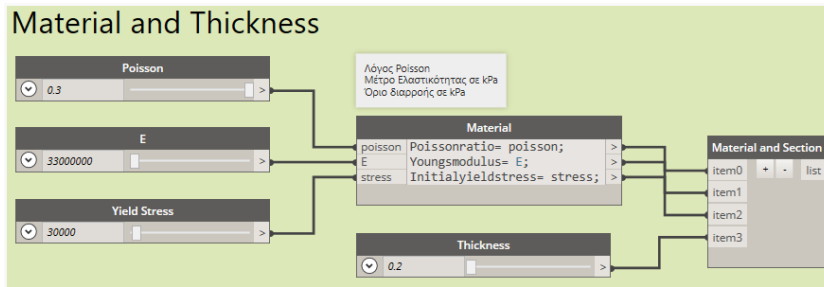 Material and Thickness
Poisson
0.3 >
Λόγος Poisson
Μέτρο Ελαστικότητας σε kPa
Όριο διαρροής σε kPa
E
33000000 >
Material
poisson Poissonratio= poisson; >
E Youngsmodulus= E; >
stress Initialyieldstress= stress; >
Material and Section
item0 + - list
item1
item2
item3
Yield Stress
30000 >
Thickness
0.2 >